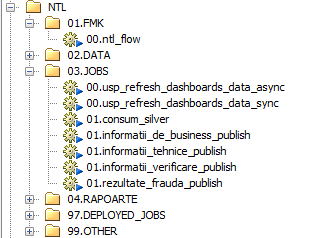 NTL
01.FMK
00.ntl_flow
02.DATA
03.JOBS
00.usp_refresh_dashboards_data_async
00.usp_refresh_dashboards_data_sync
01.consum_silver
01.informatii_de_business_publish
01.informatii_tehnice_publish
01.informatii_verificare_publish
01.rezultate_frauda_publish
04.RAPOARTE
97.DEPLOYED_JOBS
99.OTHER